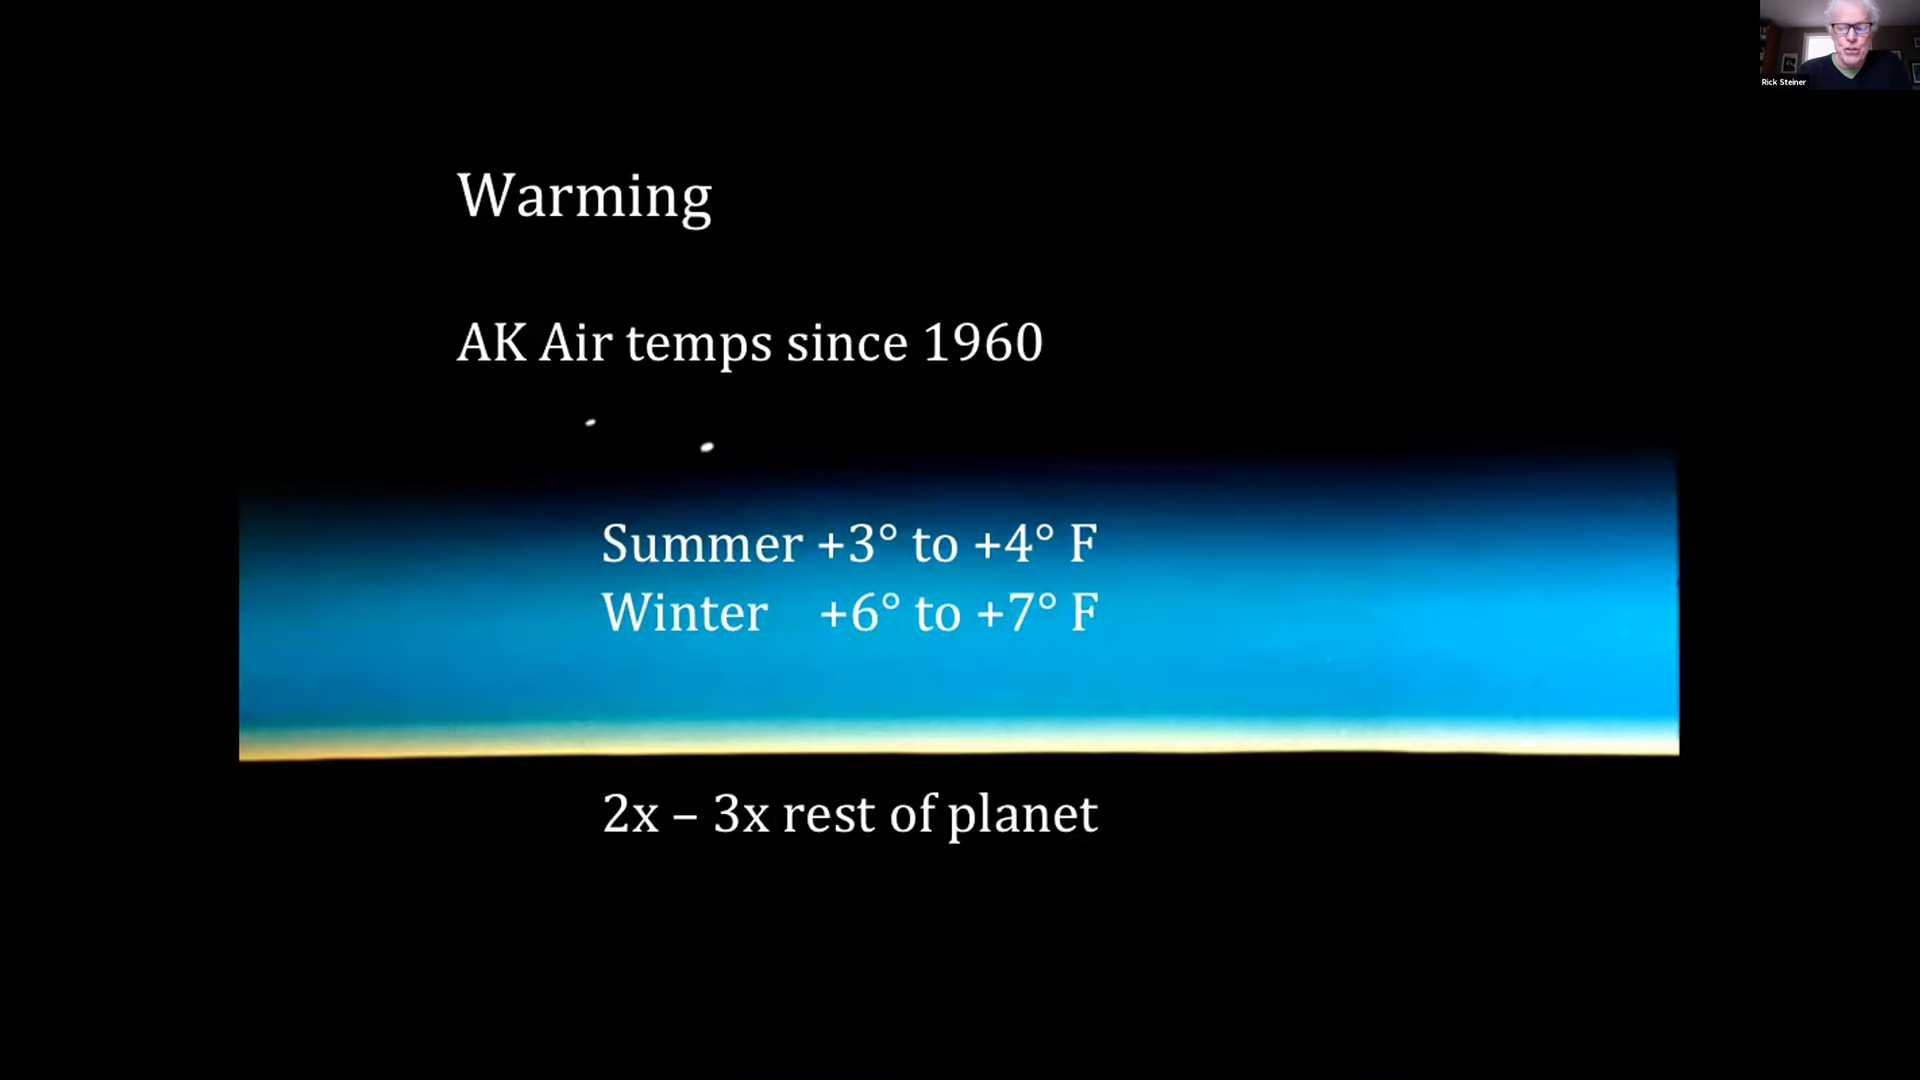 Rick Steiner
Warming
AK Air temps since 1960
Summer +3° to +4° F
Winter +6° to +7° F
2x – 3x rest of planet